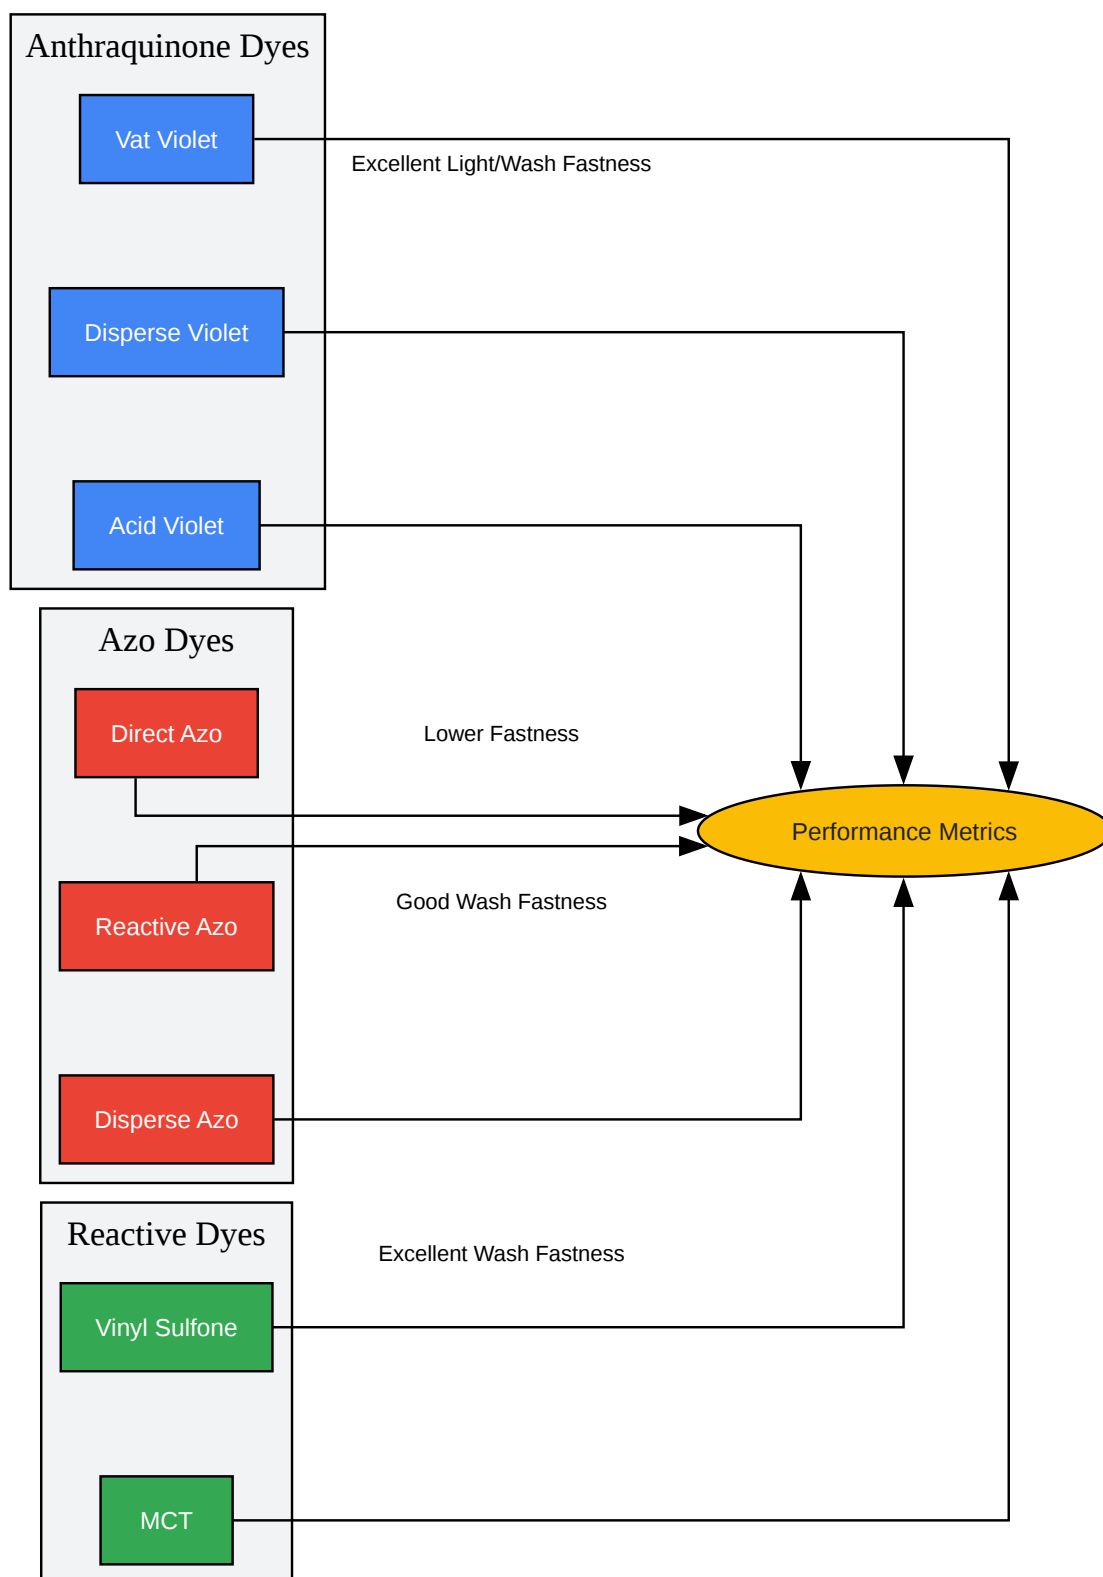 Anthraquinone Dyes
Vat Violet
Excellent Light/Wash Fastness
Disperse Violet
Acid Violet
Azo Dyes
Direct Azo
Lower Fastness
Performance Metrics
Good Wash Fastness
Reactive Azo
Disperse Azo
Reactive Dyes
Excellent Wash Fastness
Vinyl Sulfone
MCT